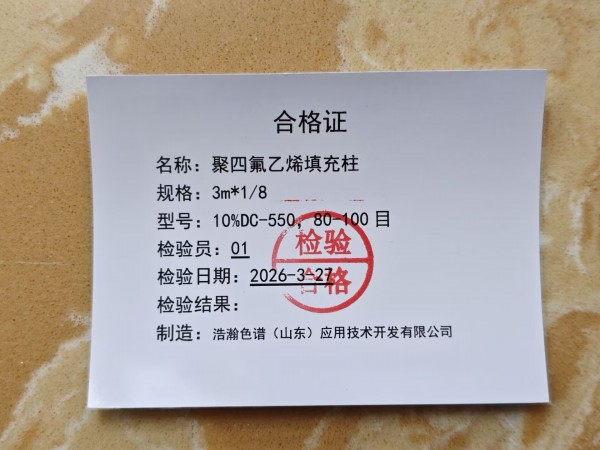 合格证
名称：聚四氟乙烯填充柱
规格：3m*1/8
型号：10%DC-550，80-100 目
检验员：01
检验日期：2026-3-27
检验结果：
检验
合格
制造：浩瀚色谱（山东）应用技术开发有限公司